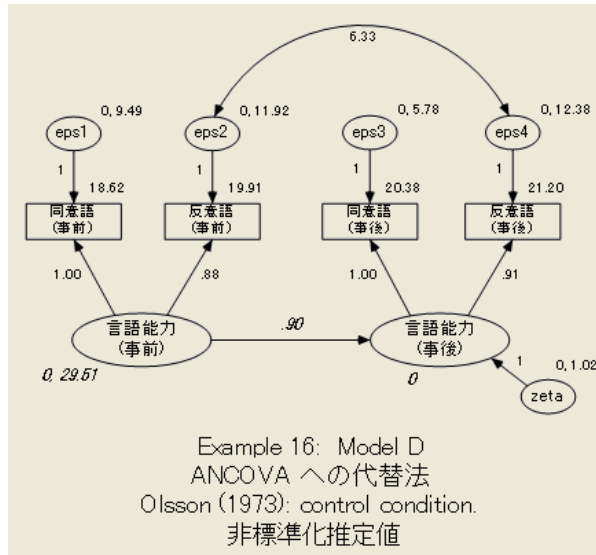 6.33
0, 9.49
0, 11.92
0, 5.78
0, 12.38
eps1
eps2
eps3
eps4
1
1
1
1
18.62
19.91
20.38
21.20
同意語
(事前)
反意語
(事前)
同意語
(事後)
反意語
(事後)
1.00
.88
1.00
.91
言語能力
(事前)
.90
言語能力
(事後)
0, 29.51
0
1
0, 1.02
zeta
Example 16: Model D
ANCOVA への代替法
Olsson (1973): control condition.
非標準化推定値